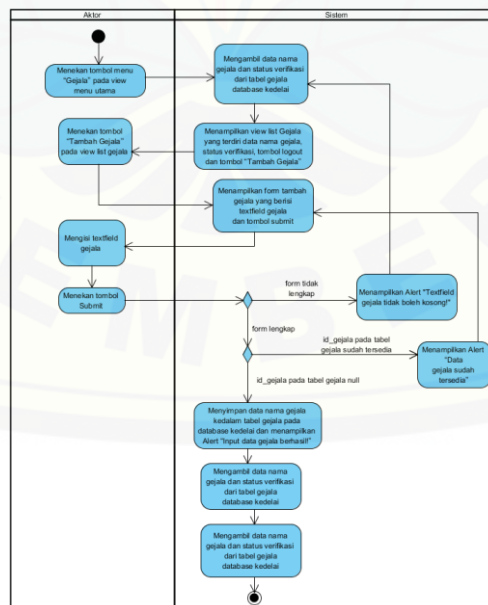 Aktor
Sistem
Menekan tombol menu
"Gejala" pada view
menu utama
Mengambil data nama
gejala dan status verifikasi
dari tabel gejala
database kedelai
Menekan tombol
"Tambah Gejala"
pada view list gejala
Menampilkan view list Gejala
yang terdiri data nama gejala,
status verifikasi, tombol logout
dan tombol "Tambah Gejala"
Menampilkan form tambah
gejala yang berisi
textfield gejala
dan tombol submit
Mengisi textfield
gejala
Menekan tombol
Submit
form tidak
lengkap
Menampilkan Alert "Textfield
gejala tidak boleh kosong!"
form lengkap
id_gejala pada tabel
gejala sudah tersedia
Menampilkan Alert
"Data
gejala sudah
tersedia"
id_gejala pada tabel gejala null
Menyimpan data nama gejala
kedalam tabel gejala pada
database kedelai dan menampilkan
Alert "Input data gejala berhasil!"
Mengambil data nama
gejala dan status verifikasi
dari tabel gejala
database kedelai
Mengambil data nama
gejala dan status verifikasi
dari tabel gejala
database kedelai